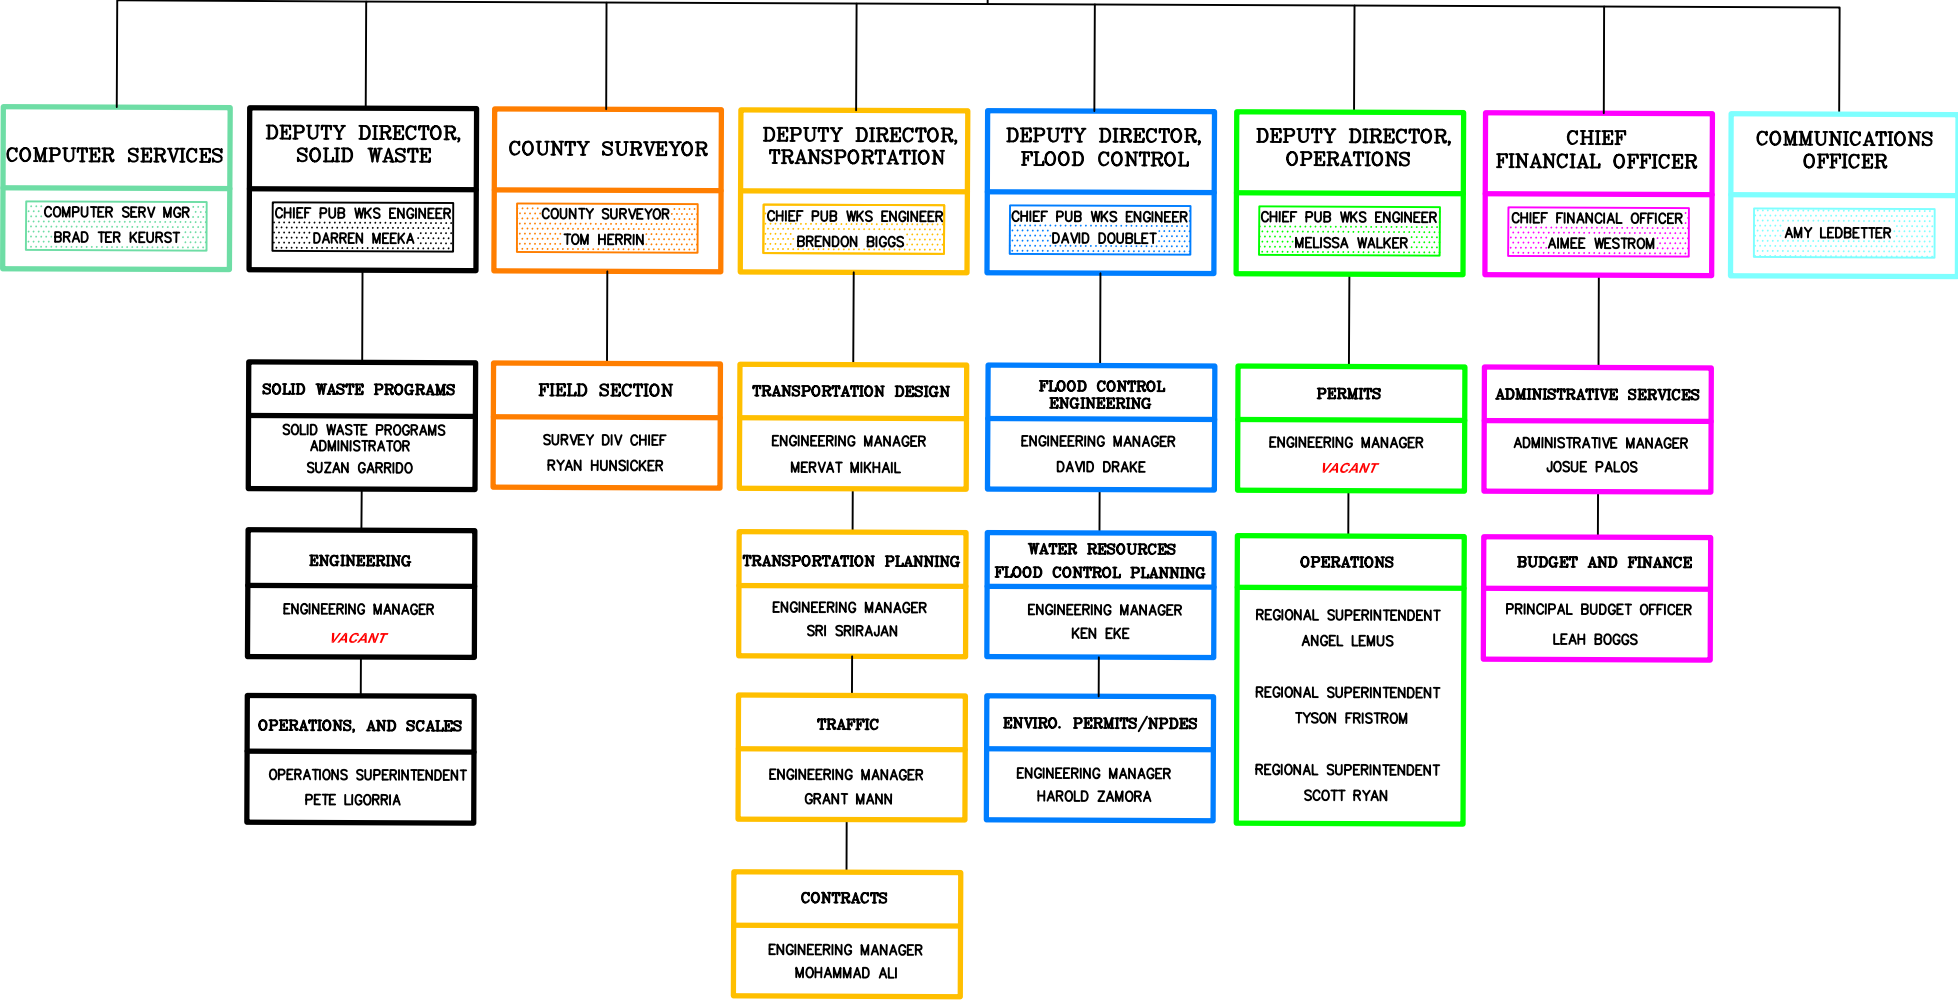 COMPUTER SERVICES
COMPUTER SERV MGR
BRAD TER KEURST
DEPUTY DIRECTOR,
SOLID WASTE
CHIEF PUB WKS ENGINEER
DARREN MEEKA
SOLID WASTE PROGRAMS
SOLID WASTE PROGRAMS
ADMINISTRATOR
SUZAN GARRIDO
ENGINEERING
ENGINEERING MANAGER
VACANT
OPERATIONS, AND SCALES
OPERATIONS SUPERINTENDENT
PETE LIGORRIA
COUNTY SURVEYOR
COUNTY SURVEYOR
TOM HERRIN
FIELD SECTION
SURVEY DIV CHIEF
RYAN HUNSICKER
DEPUTY DIRECTOR,
TRANSPORTATION
CHIEF PUB WKS ENGINEER
BRENDON BIGGS
TRANSPORTATION DESIGN
ENGINEERING MANAGER
MERVAT MIKHAIL
TRANSPORTATION PLANNING
ENGINEERING MANAGER
SRI SRIRAJAN
TRAFFIC
ENGINEERING MANAGER
GRANT MANN
CONTRACTS
ENGINEERING MANAGER
MOHAMMAD ALI
DEPUTY DIRECTOR,
FLOOD CONTROL
CHIEF PUB WKS ENGINEER
DAVID DOUBLET
FLOOD CONTROL
ENGINEERING
ENGINEERING MANAGER
DAVID DRAKE
WATER RESOURCES
FLOOD CONTROL PLANNING
ENGINEERING MANAGER
KEN EKE
ENVIRO. PERMITS/NPDES
ENGINEERING MANAGER
HAROLD ZAMORA
DEPUTY DIRECTOR,
OPERATIONS
CHIEF PUB WKS ENGINEER
MELISSA WALKER
PERMITS
ENGINEERING MANAGER
VACANT
OPERATIONS
REGIONAL SUPERINTENDENT
ANGEL LEMUS
REGIONAL SUPERINTENDENT
TYSON FRISTROM
REGIONAL SUPERINTENDENT
SCOTT RYAN
CHIEF
FINANCIAL OFFICER
CHIEF FINANCIAL OFFICER
AIMEE WESTROM
ADMINISTRATIVE SERVICES
ADMINISTRATIVE MANAGER
JOSUE PALOS
BUDGET AND FINANCE
PRINCIPAL BUDGET OFFICER
LEAH BOGGS
COMMUNICATIONS
OFFICER
AMY LEDBETTER